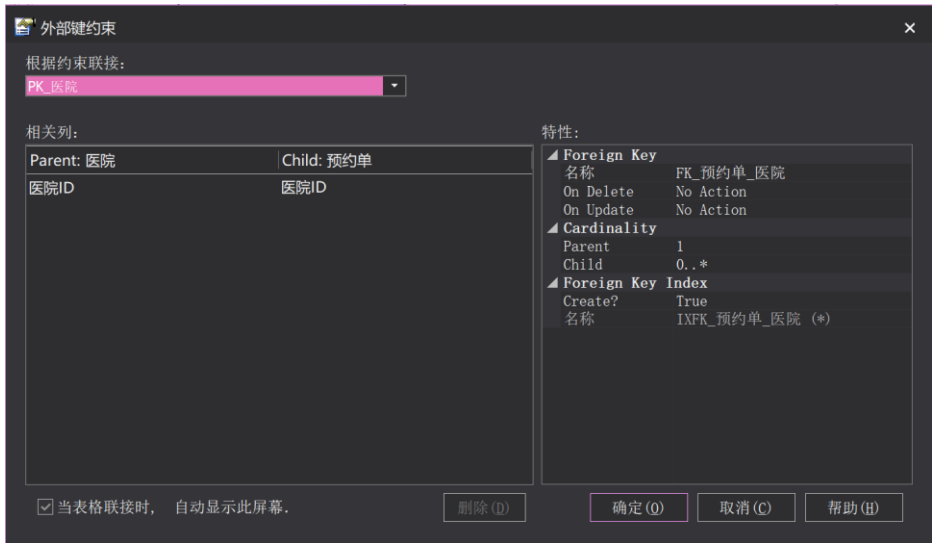 外部键约束
根据约束联接:
PK_医院
相关列:
Parent: 医院 Child: 预约单
医院ID 医院ID
特性:
Foreign Key
名称 FK_预约单_医院
On Delete No Action
On Update No Action
Cardinality
Parent 1
Child 0..*
Foreign Key Index
Create? True
名称 IXFK_预约单_医院 (*)
当表格联接时, 自动显示此屏幕.
删除(D) 确定(O) 取消(C) 帮助(H)